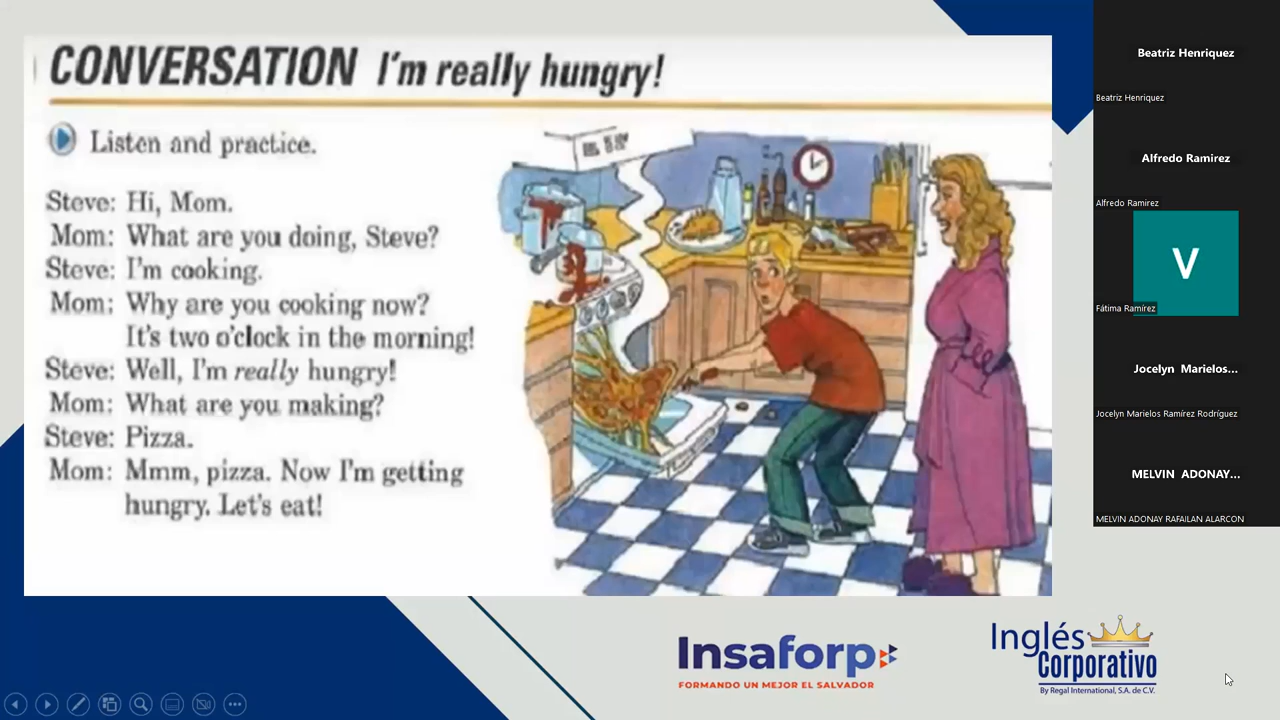 CONVERSATION I'm really hungry!
Listen and practice.
Steve: Hi, Mom.
Mom: What are you doing, Steve?
Steve: I'm cooking.
Mom: Why are you cooking now?
It's two o'clock in the morning!
Steve: Well, I'm really hungry!
Mom: What are you making?
Steve: Pizza.
Mom: Mmm, pizza. Now I'm getting
hungry. Let's eat!
Beatriz Henriquez
Beatriz Henriquez
Alfredo Ramirez
Alfredo Ramirez
V
Fátima Ramírez
Jocelyn Marielos...
Jocelyn Marielos Ramírez Rodríguez
MELVIN ADONAY...
MELVIN ADONAY RAFAILAN ALARCON
Insaforp
FORMANDO UN MEJOR EL SALVADOR
Inglés
Corporativo
By Regal International, S.A. de C.V.